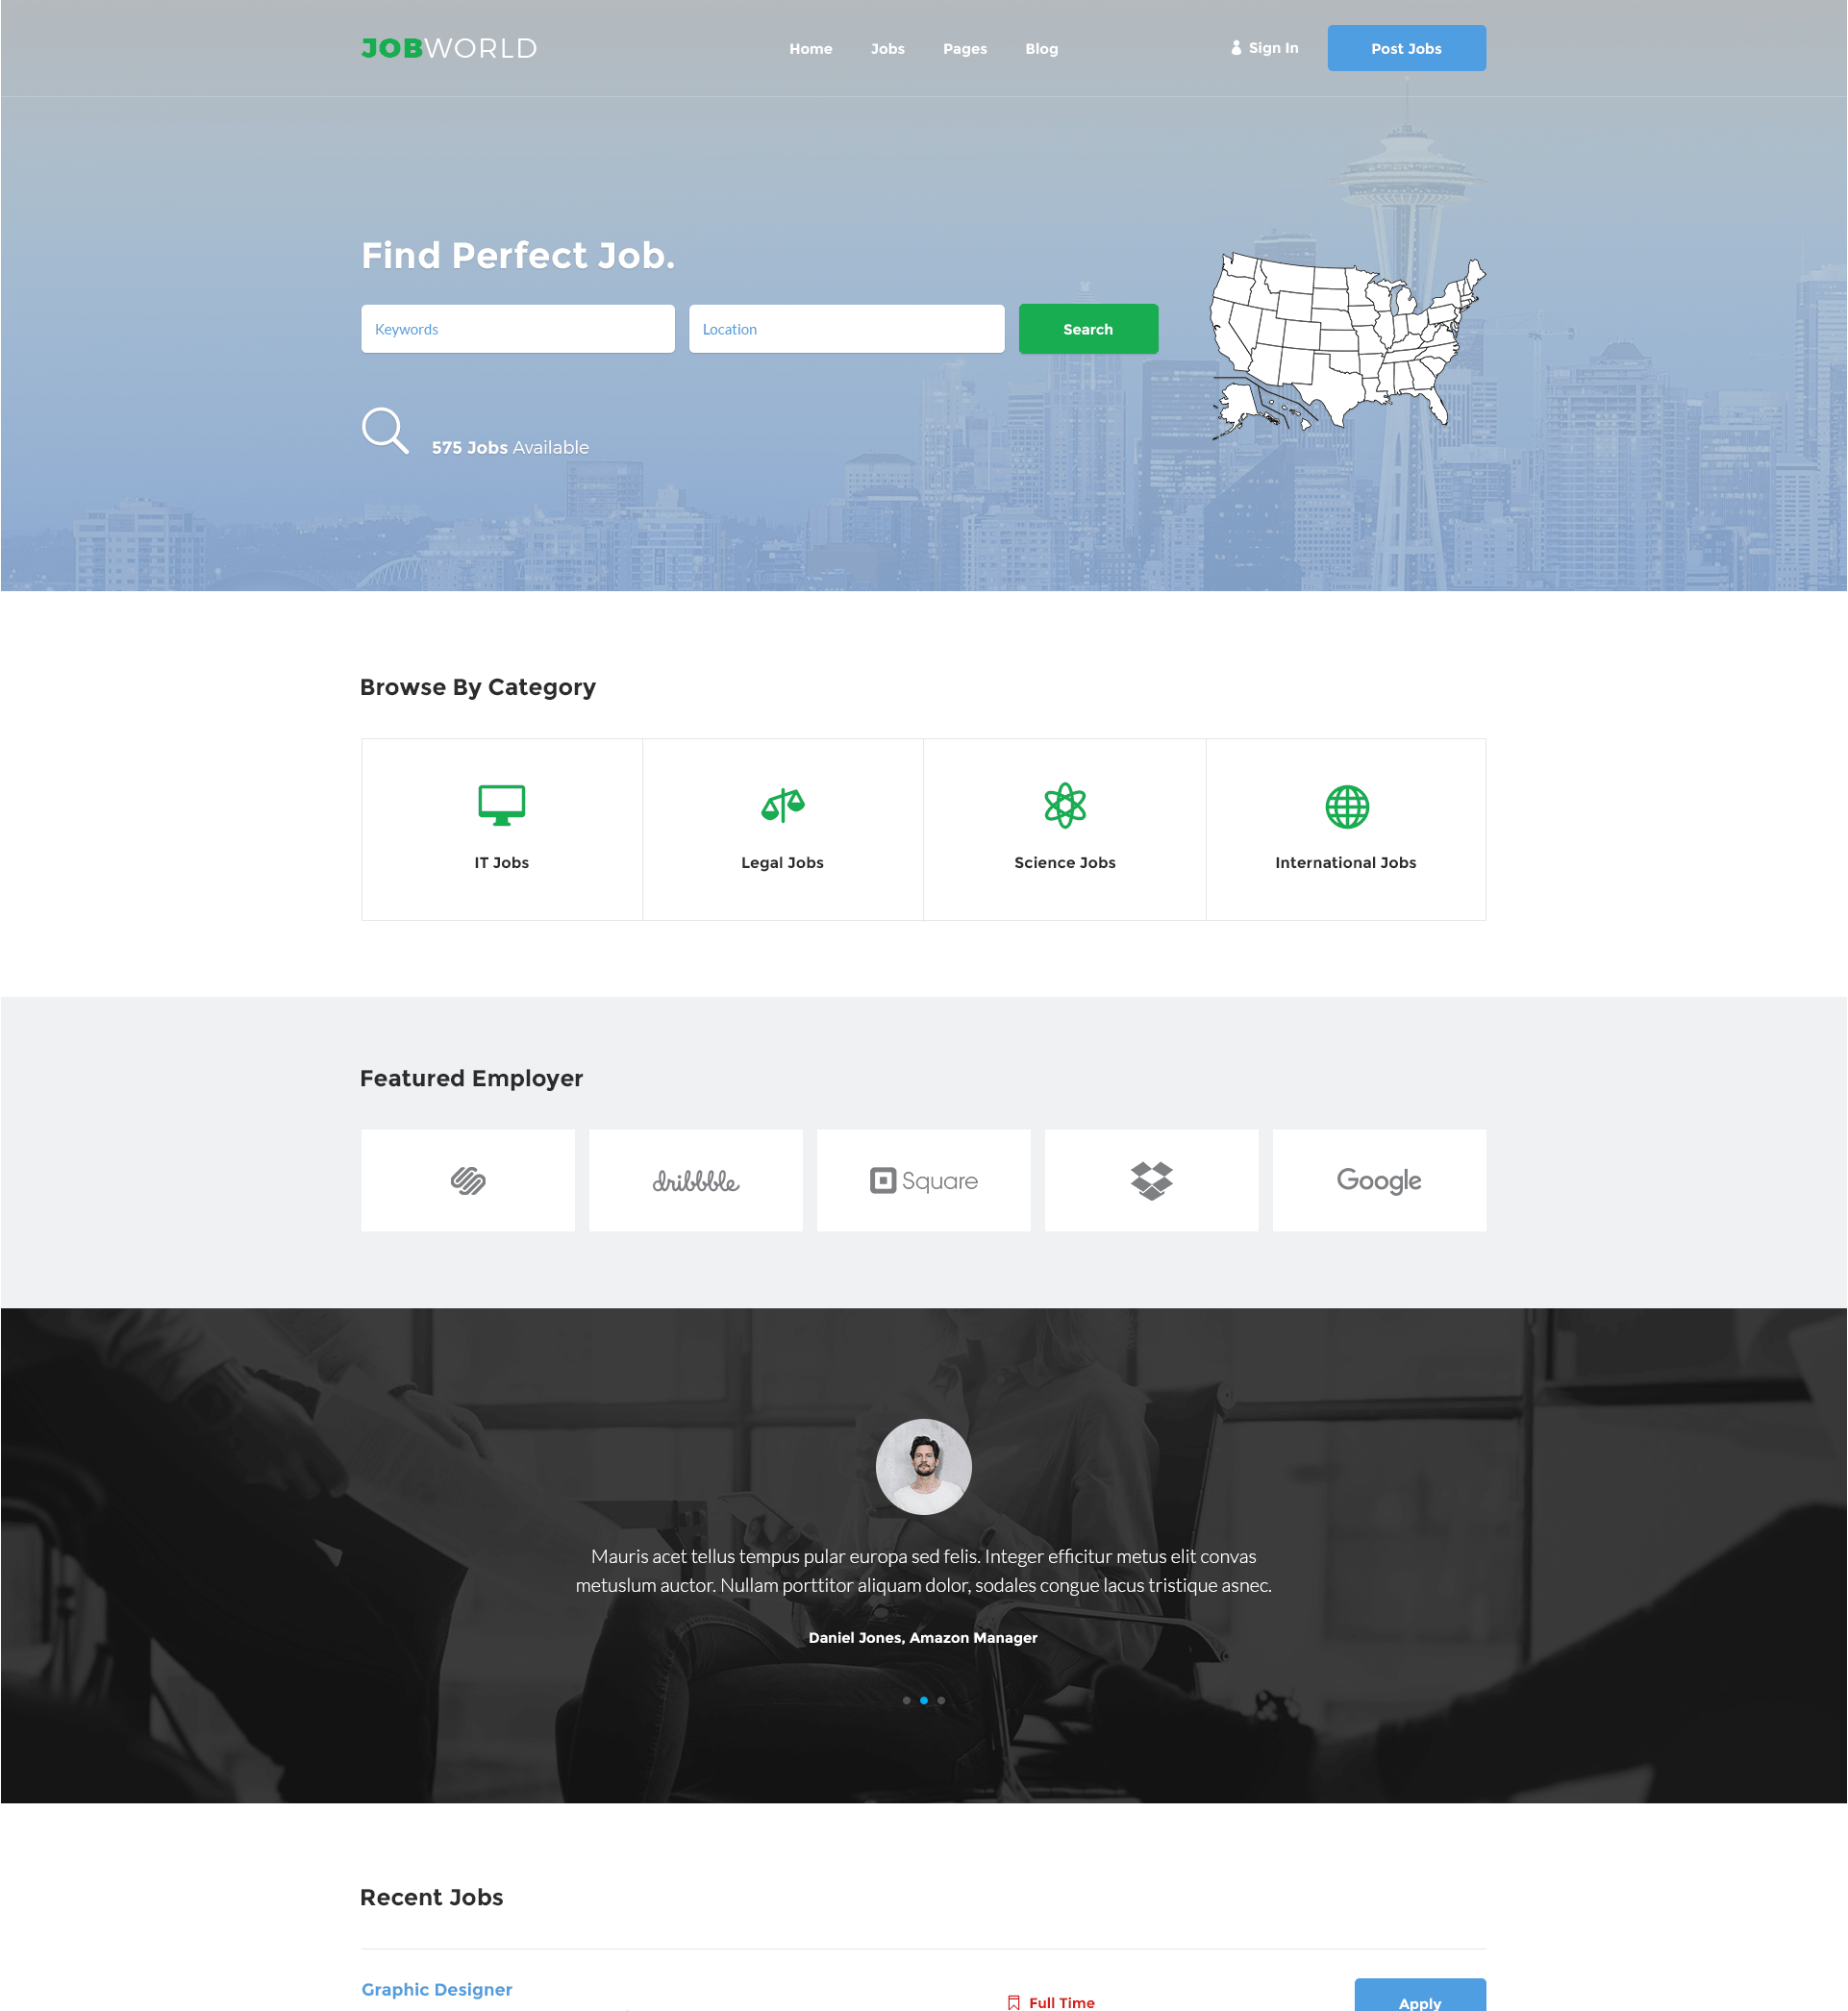 JOBWORLD
Home Jobs Pages Blog
Sign In
Post Jobs
Find Perfect Job.
Keywords
Location
Search
575 Jobs Available
Browse By Category
IT Jobs
Legal Jobs
Science Jobs
International Jobs
Featured Employer
dribbble
Square
Google
Mauris acet tellus tempus pular europa sed felis. Integer efficitur metus elit convas
metuslum auctor. Nullam porttitor aliquam dolor, sodales congue lacus tristique asnec.
Daniel Jones, Amazon Manager
Recent Jobs
Graphic Designer
Full Time
Apply